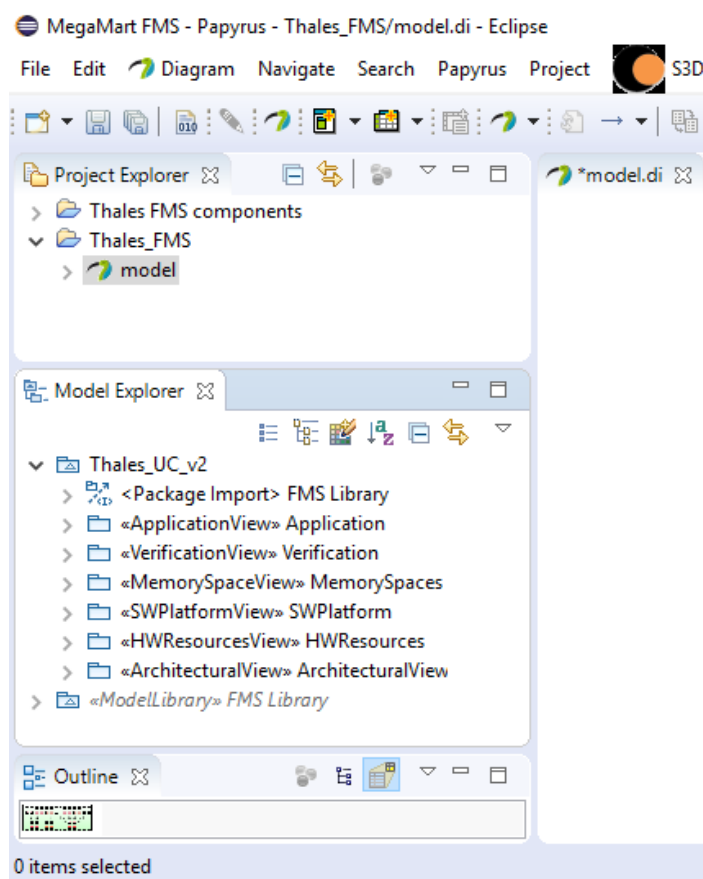 MegaMart FMS - Papyrus - Thales_FMS/model.di - Eclipse
File Edit Diagram Navigate Search Papyrus Project S3D
010
Project Explorer
*model.di
Thales FMS components
Thales_FMS
model
Model Explorer
a
z
Thales_UC_v2
<Package Import> FMS Library
«ApplicationView» Application
«VerificationView» Verification
«MemorySpaceView» MemorySpaces
«SWPlatformView» SWPlatform
«HWResourcesView» HWResources
«ArchitecturalView» ArchitecturalView
«ModelLibrary» FMS Library
Outline
0 items selected